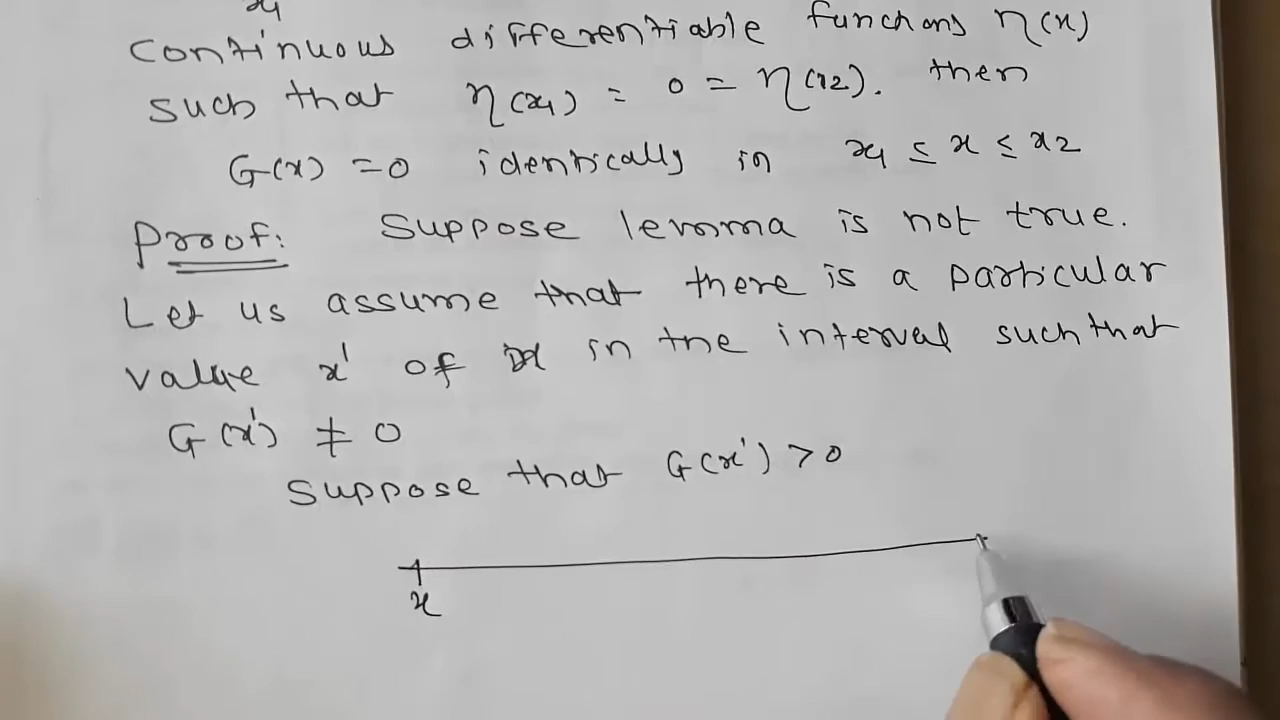 x1
continuous differentiable functions η(x)
such that η(x1) = 0 = η(x2). then
G(x) = 0 identically in x1 ≤ x ≤ x2
Proof: Suppose lemma is not true.
Let us assume that there is a particular
value x' of x in the interval such that
G(x') ≠ 0
Suppose that G(x') > 0
x